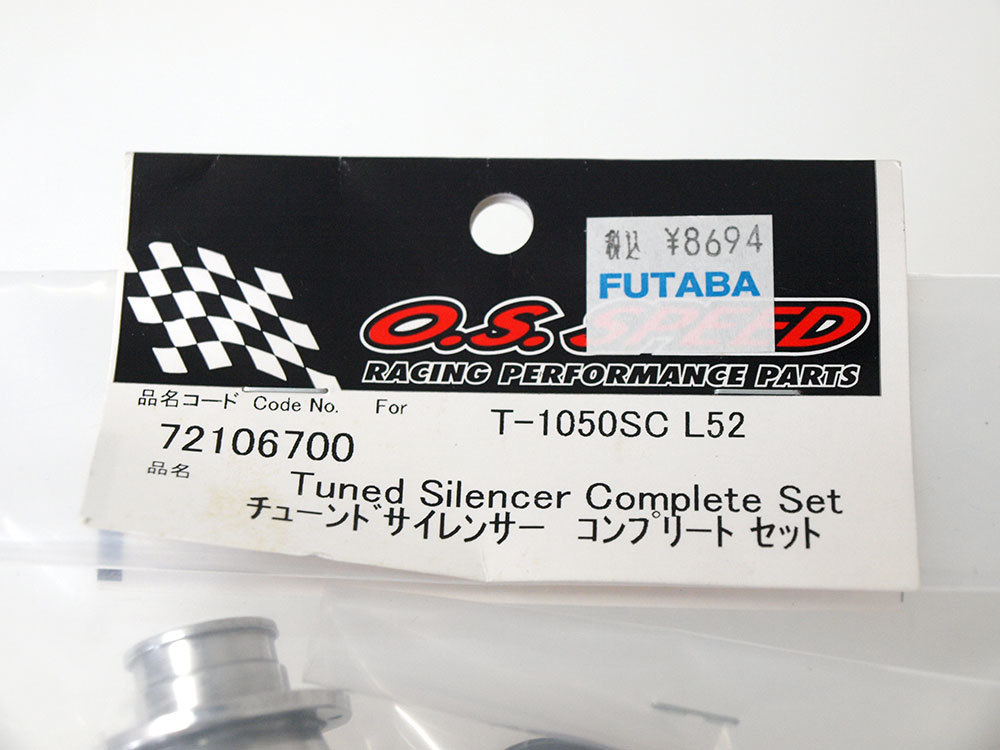 税込 ¥8694
FUTABA
O.S. SPEED
RACING PERFORMANCE PARTS
品名コード Code No. For T-1050SC L52
72106700
品名
Tuned Silencer Complete Set
チューンドサイレンサー コンプリート セット